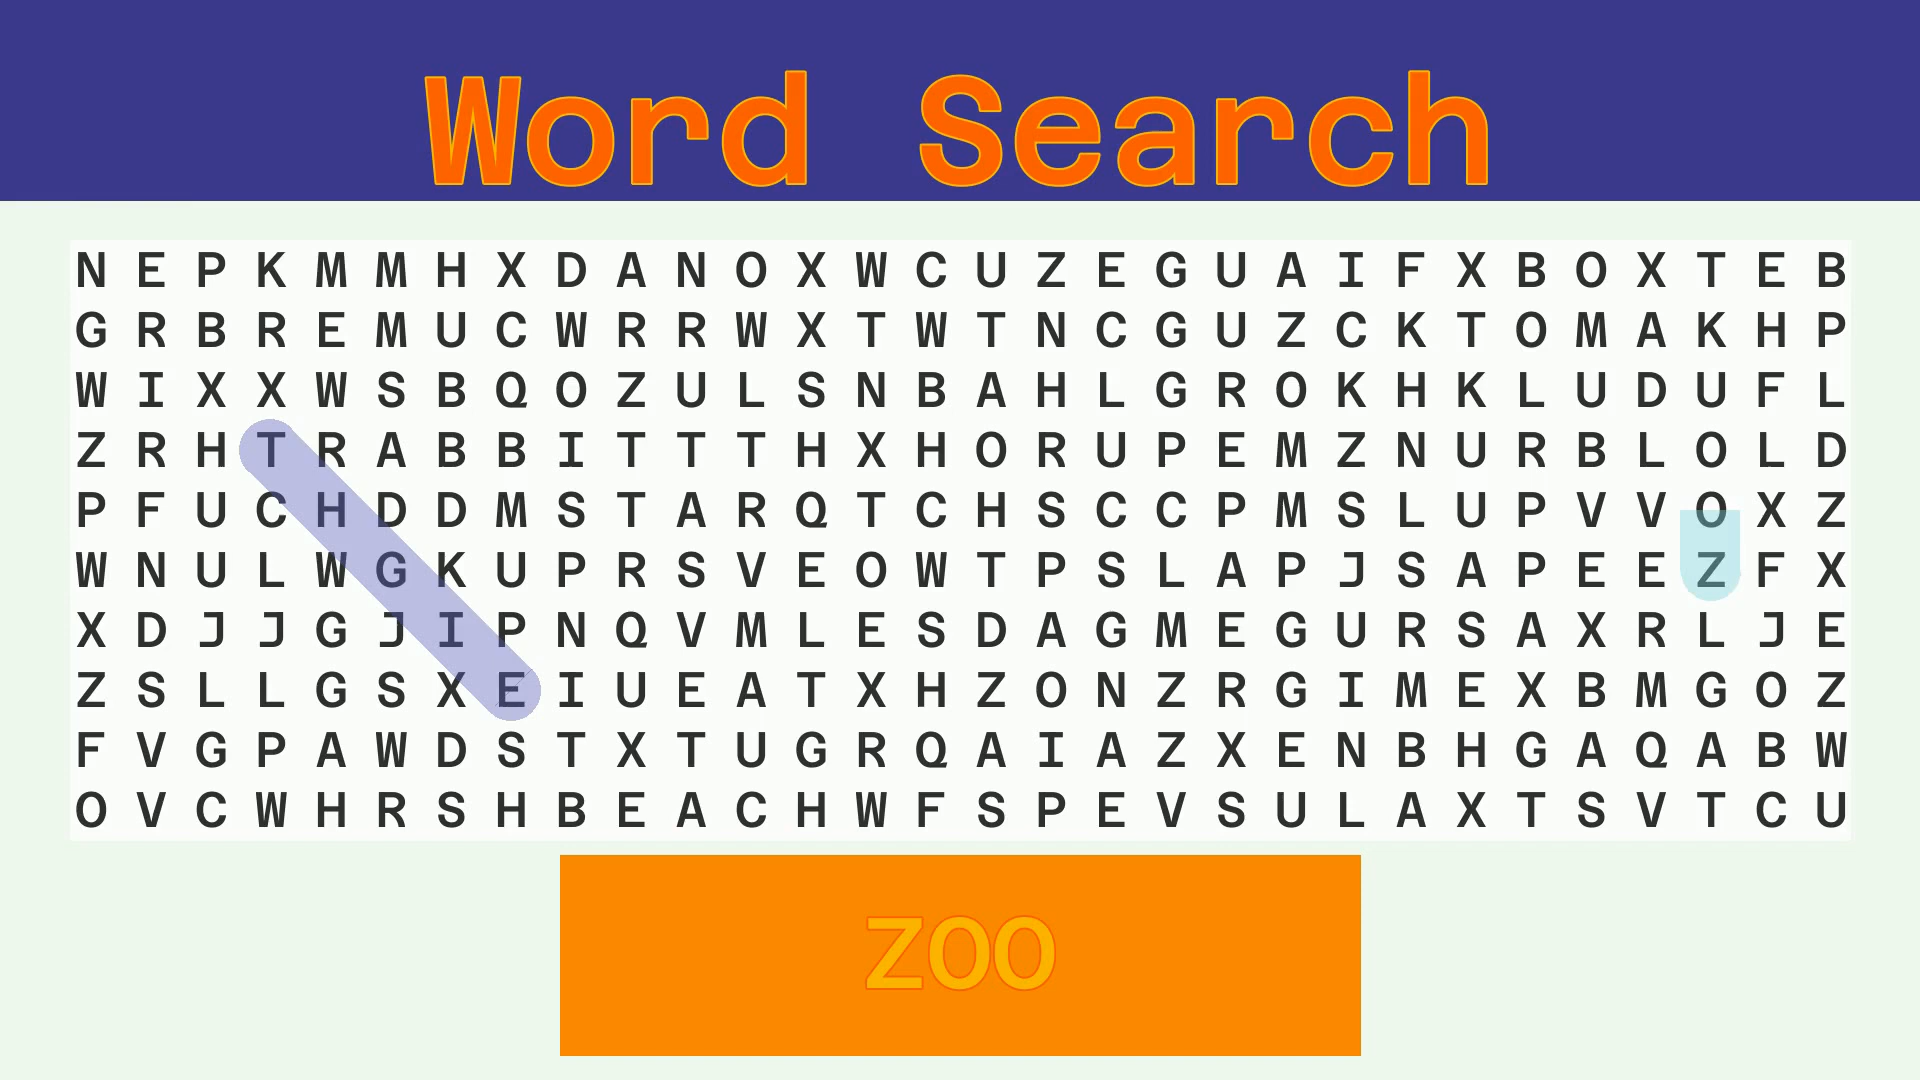 Word Search
N E P K M M H X D A N O X W C U Z E G U A I F X B O X T E B
G R B R E M U C W R R W X T W T N C G U Z C K T O M A K H P
W I X X W S B Q O Z U L S N B A H L G R O K H K L U D U F L
Z R H T R A B B I T T T H X H O R U P E M Z N U R B L O L D
P F U C H D D M S T A R Q T C H S C C P M S L U P V V O X Z
W N U L W G K U P R S V E O W T P S L A P J S A P E E Z F X
X D J J G J I P N Q V M L E S D A G M E G U R S A X R L J E
Z S L L G S X E I U E A T X H Z O N Z R G I M E X B M G O Z
F V G P A W D S T X T U G R Q A I A Z X E N B H G A Q A B W
O V C W H R S H B E A C H W F S P E V S U L A X T S V T C U
ZOO